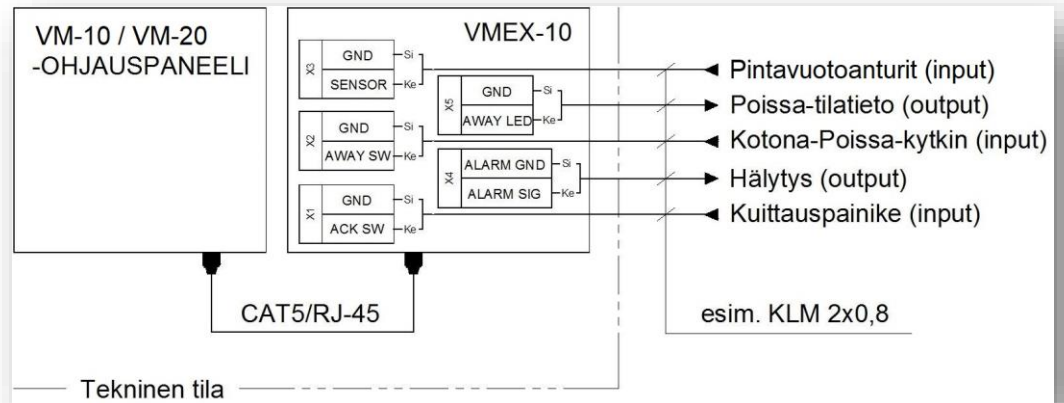 VM-10 / VM-20
-OHJAUSPANEELI
VMEX-10
X3
GND
Si
SENSOR
Ke
X5
GND
Si
AWAY LED
Ke
X2
GND
Si
AWAY SW
Ke
X4
ALARM GND
Si
ALARM SIG
Ke
X1
GND
Si
ACK SW
Ke
Pintavuotoanturit (input)
Poissa-tilatieto (output)
Kotona-Poissa-kytkin (input)
Hälytys (output)
Kuittauspainike (input)
CAT5/RJ-45
esim. KLM 2x0,8
Tekninen tila